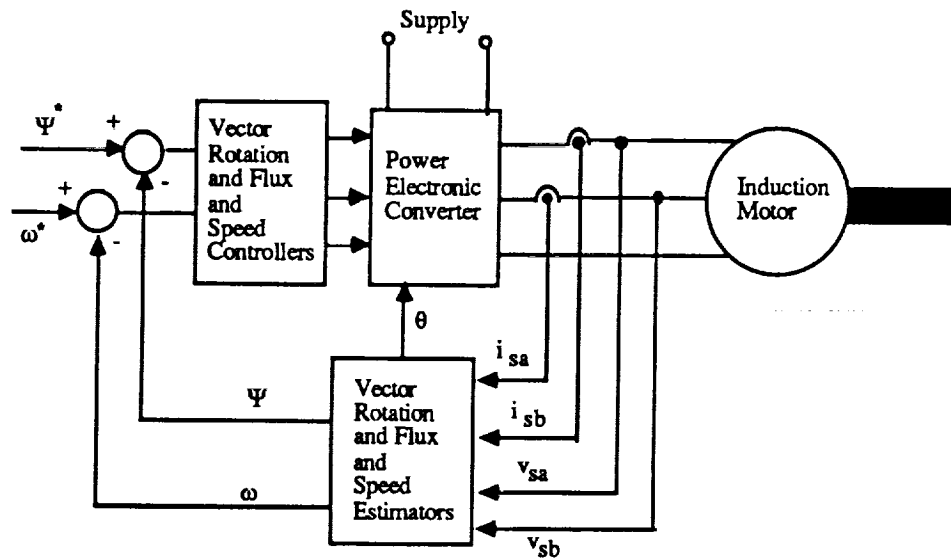 Supply
Ψ*
+
-
+
ω*
-
Vector
Rotation
and Flux
and
Speed
Controllers
Power
Electronic
Converter
Induction
Motor
θ
Ψ
ω
Vector
Rotation
and Flux
and
Speed
Estimators
i sa
i sb
v sa
v sb